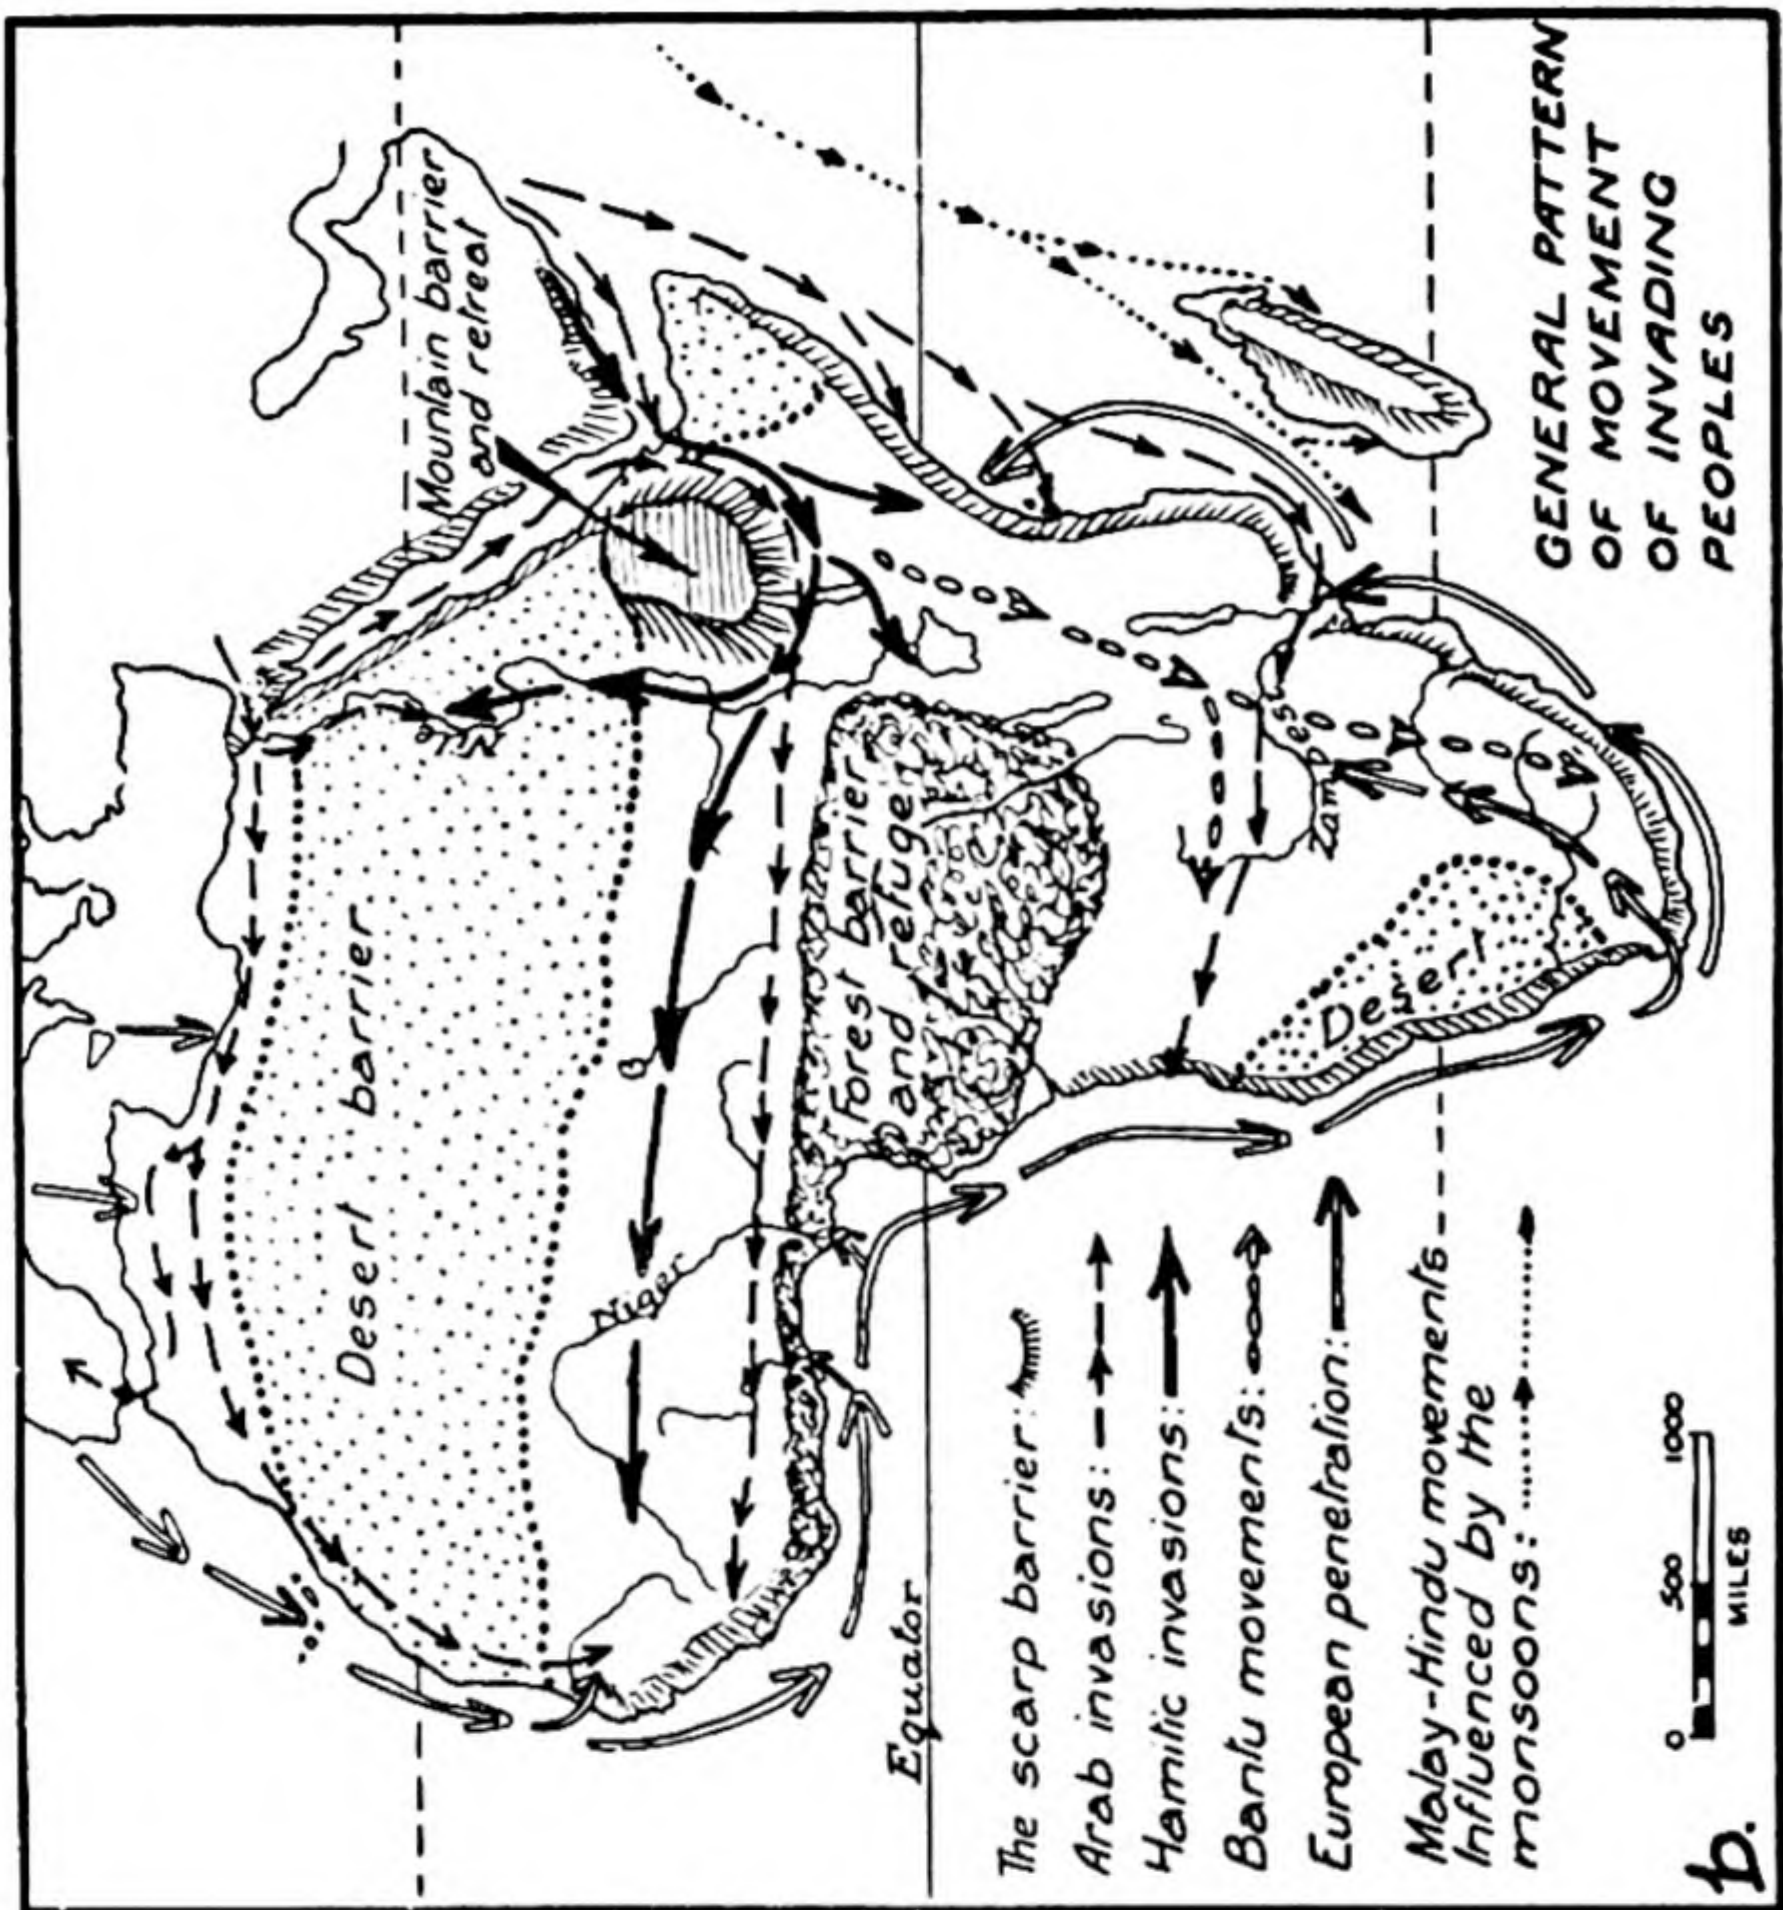 Mountain barrier
and retreat
Desert barrier
Niger
Forest barrier
and refuge
Zambes
Desert
Equator
The scarp barrier:
Arab invasions:
Hamitic invasions:
Bantu movements:
European penetration:
Malay-Hindu movements
Influenced by the
monsoons:
0 500 1000
MILES
GENERAL PATTERN
OF MOVEMENT
OF INVADING
PEOPLES
b.